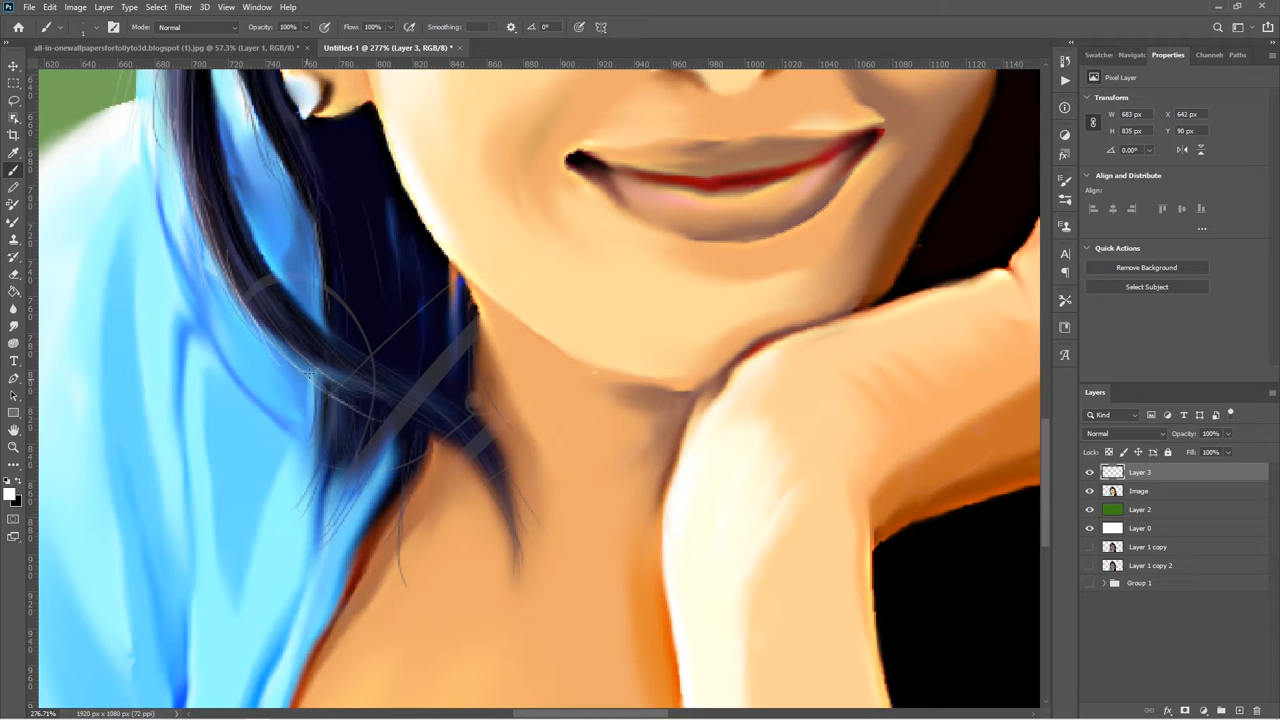 File Edit Image Layer Type Select Filter 3D View Window Help
1 Mode: Normal Opacity: 100% Flow: 100% Smoothing: 0°
all-in-onewallpapersfortollyto3d.blogspot (1).jpg @ 57.3% (Layer 1, RGB/8) * × Untitled-1 @ 277% (Layer 3, RGB/8) * ×
Swatches Navigator Properties Channels Paths
620 640 660 680 700 720 740 760 780 800 820 840 860 880 900 920 940 960 980 1000 1020 1040 1060 1080 1100 1120 1140
Pixel Layer
Transform
W 683 px X 642 px
H 835 px Y 90 px
0.00°
Align and Distribute
Align:
Quick Actions
Remove Background
Select Subject
Layers
Kind
Normal Opacity: 100%
Lock: Fill: 100%
Layer 3
Image
Layer 2
Layer 0
Layer 1 copy
Layer 1 copy 2
Group 1
276.71% 1920 px x 1080 px (72 ppi)